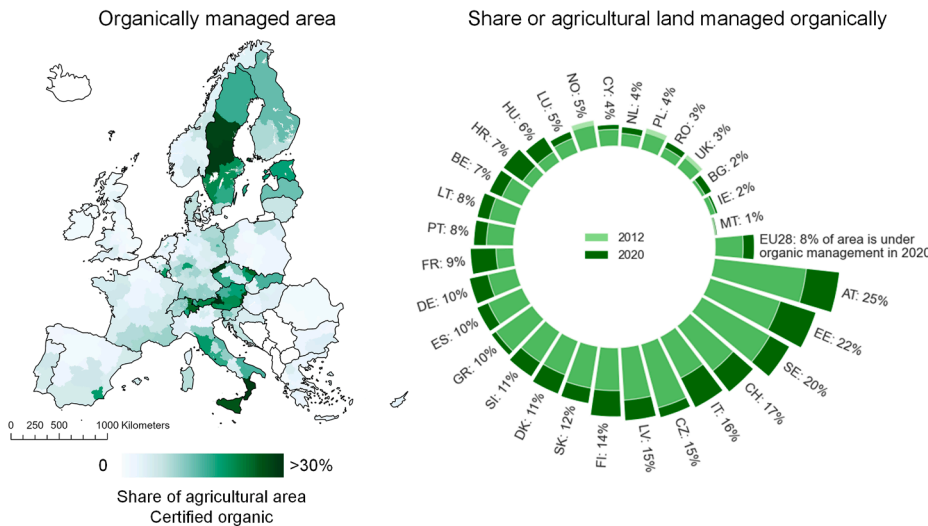 Organically managed area
Share or agricultural land managed organically
0 250 500 1000 Kilometers
0
>30%
Share of agricultural area
Certified organic
2012
2020
EU28: 8% of area is under
organic management in 2020
AT: 25%
EE: 22%
SE: 20%
CH: 17%
IT: 16%
CZ: 15%
LV: 15%
FI: 14%
SK: 12%
DK: 11%
SI: 11%
GR: 10%
ES: 10%
DE: 10%
FR: 9%
PT: 8%
LT: 8%
BE: 7%
HR: 7%
HU: 6%
LU: 5%
NO: 5%
CY: 4%
NL: 4%
PL: 4%
RO: 3%
UK: 3%
BG: 2%
IE: 2%
MT: 1%